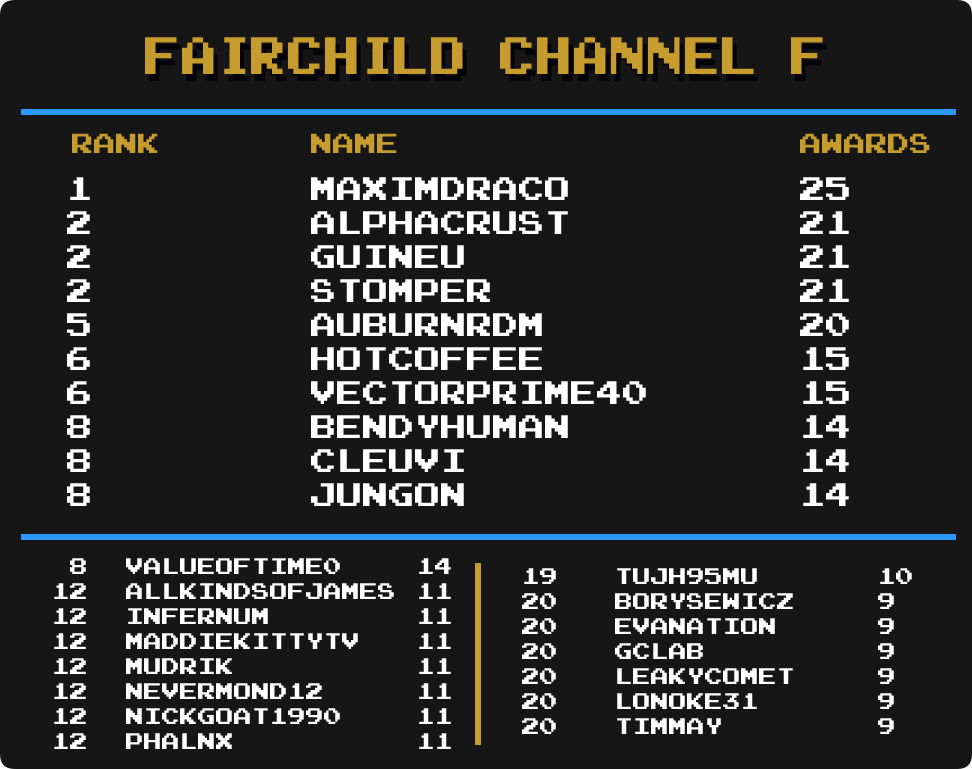 FAIRCHILD CHANNEL F
RANK NAME AWARDS
1 MAXIMDRACO 25
2 ALPHACRUST 21
2 GUINEU 21
2 STOMPER 21
5 AUBURNRDM 20
6 HOTCOFFEE 15
6 VECTORPRIME40 15
8 BENDYHUMAN 14
8 CLEUVI 14
8 JUNGON 14
8 VALUEOFTIME0 14
12 ALLKINDSOFJAMES 11
12 INFERNUM 11
12 MADDIEKITTYTV 11
12 MUDRIK 11
12 NEVERMOND12 11
12 NICKGOAT1990 11
12 PHALNX 11
19 TUJH95MU 10
20 BORYSEWICZ 9
20 EVANATION 9
20 GCLAB 9
20 LEAKYCOMET 9
20 LONOKE31 9
20 TIMMAY 9